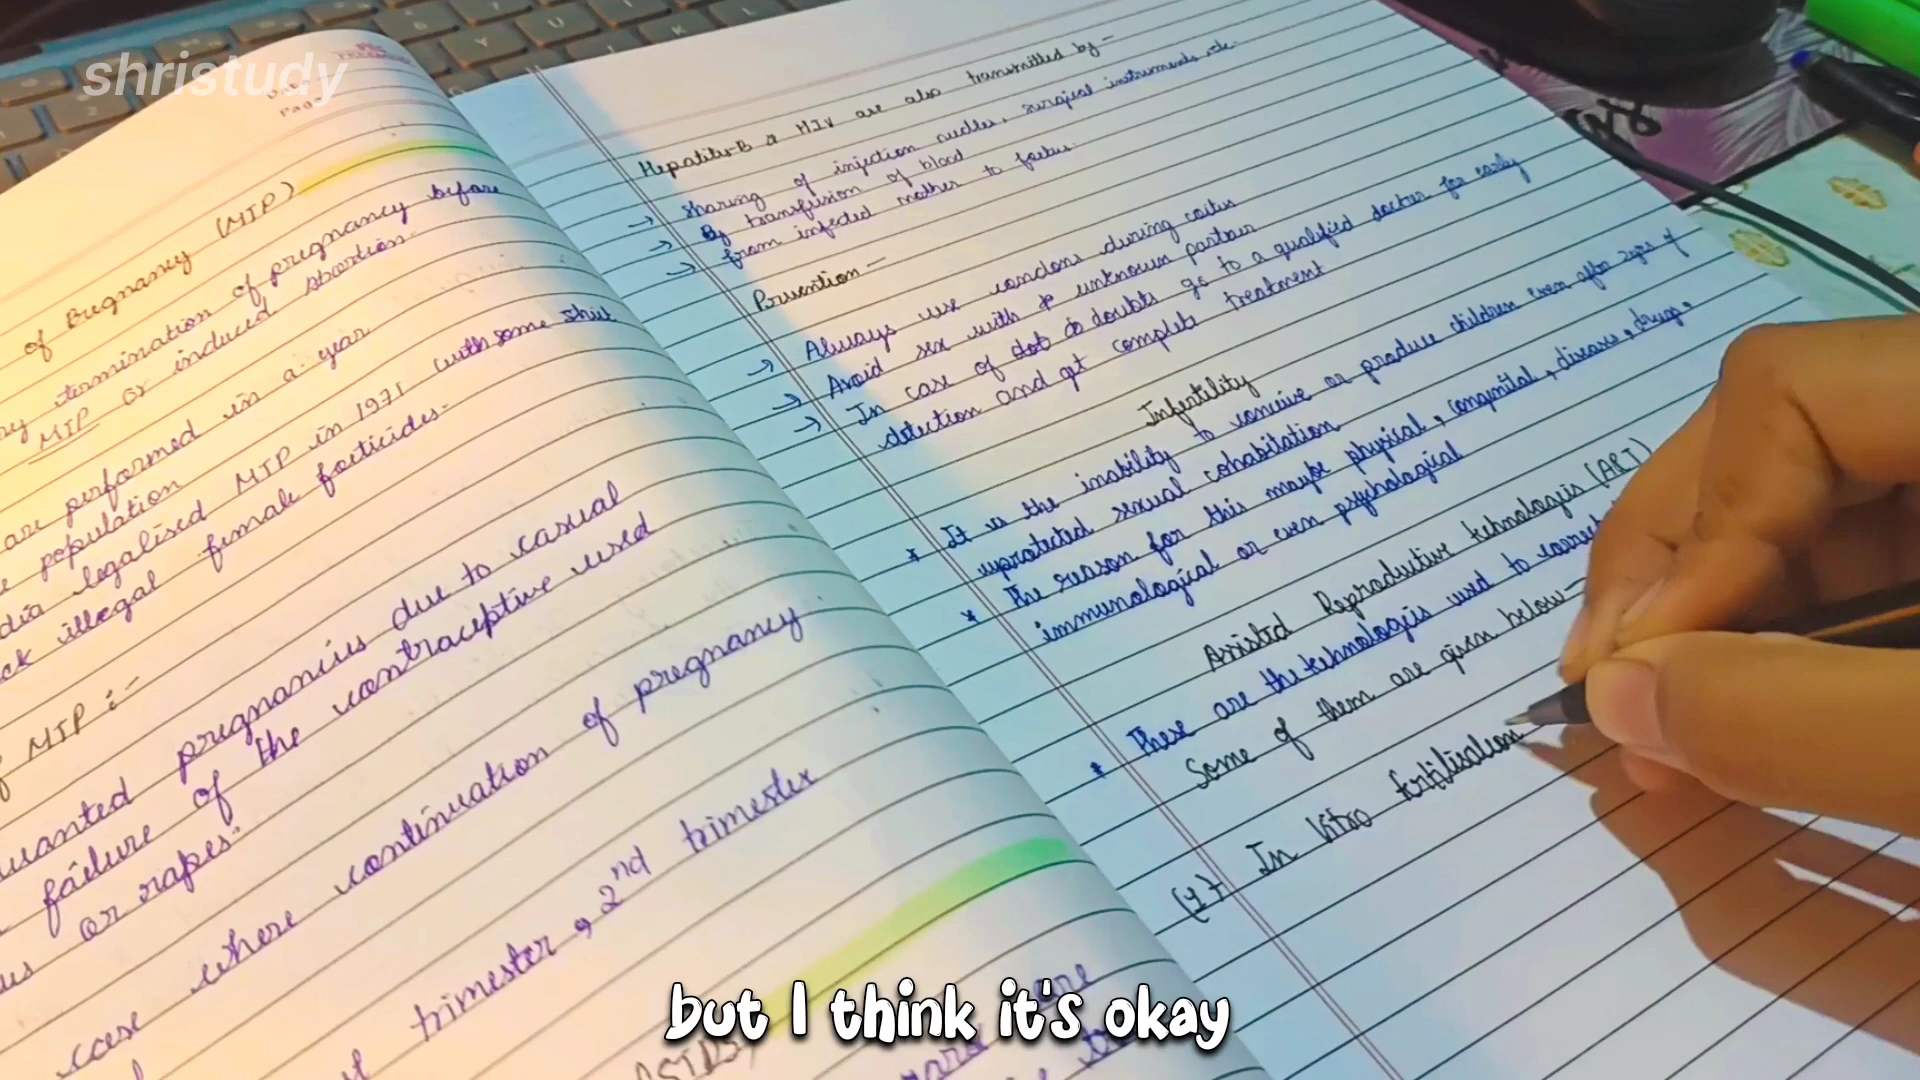 shristudy
Page
of Pregnancy (MTP)
termination of pregnancy before
MTP or induced abortion.
are performed in a year
population
legalised MTP in 1971 (with some
illegal female foeticides.
MTP :-
pregnancies due to casual
failure of the contraceptive used
or rapes"
case where continuation of pregnancy
trimester, 2nd trimester
Hepatitis-B & HIV are also transmitted by -
→ Sharing of injection needles, surgical instruments etc.
→ By transfusion of blood
→ from infected mother to foetus.
Prevention -
→ Always use condoms during coitus
→ Avoid sex with unknown partner
→ In case of doubts go to a qualified doctor for early
detection and get complete treatment
Infertility
* It is the inability to conceive or produce children even after 2yrs of
uprotected sexual cohabitation
* The reason for this maybe physical, congenital, diseases, drugs,
immunological or even psychological
Assisted Reproductive technologies (ART)
* These are the tehnologies used to
Some of them are given below-
(1) In Vitro fertilisation
but I think it's okay